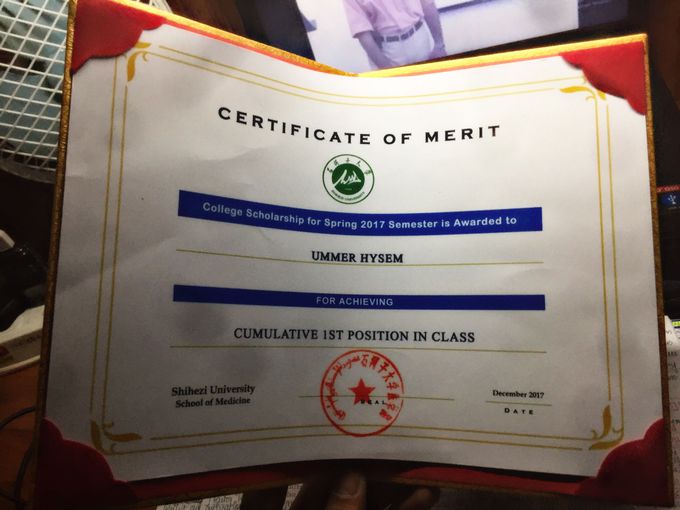 CERTIFICATE OF MERIT
College Scholarship for Spring 2017 Semester is Awarded to
UMMER HYSEM
FOR ACHIEVING
CUMULATIVE 1ST POSITION IN CLASS
Shihezi University
School of Medicine
SEAL
December 2017
DATE